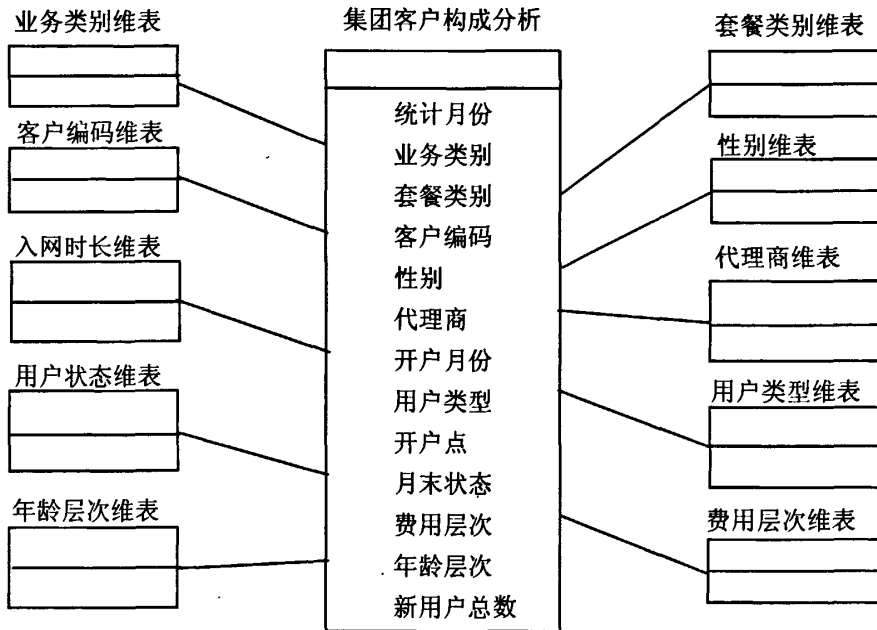 业务类别维表
客户编码维表
入网时长维表
用户状态维表
年龄层次维表
集团客户构成分析
统计月份
业务类别
套餐类别
客户编码
性别
代理商
开户月份
用户类型
开户点
月末状态
费用层次
年龄层次
新用户总数
套餐类别维表
性别维表
代理商维表
用户类型维表
费用层次维表